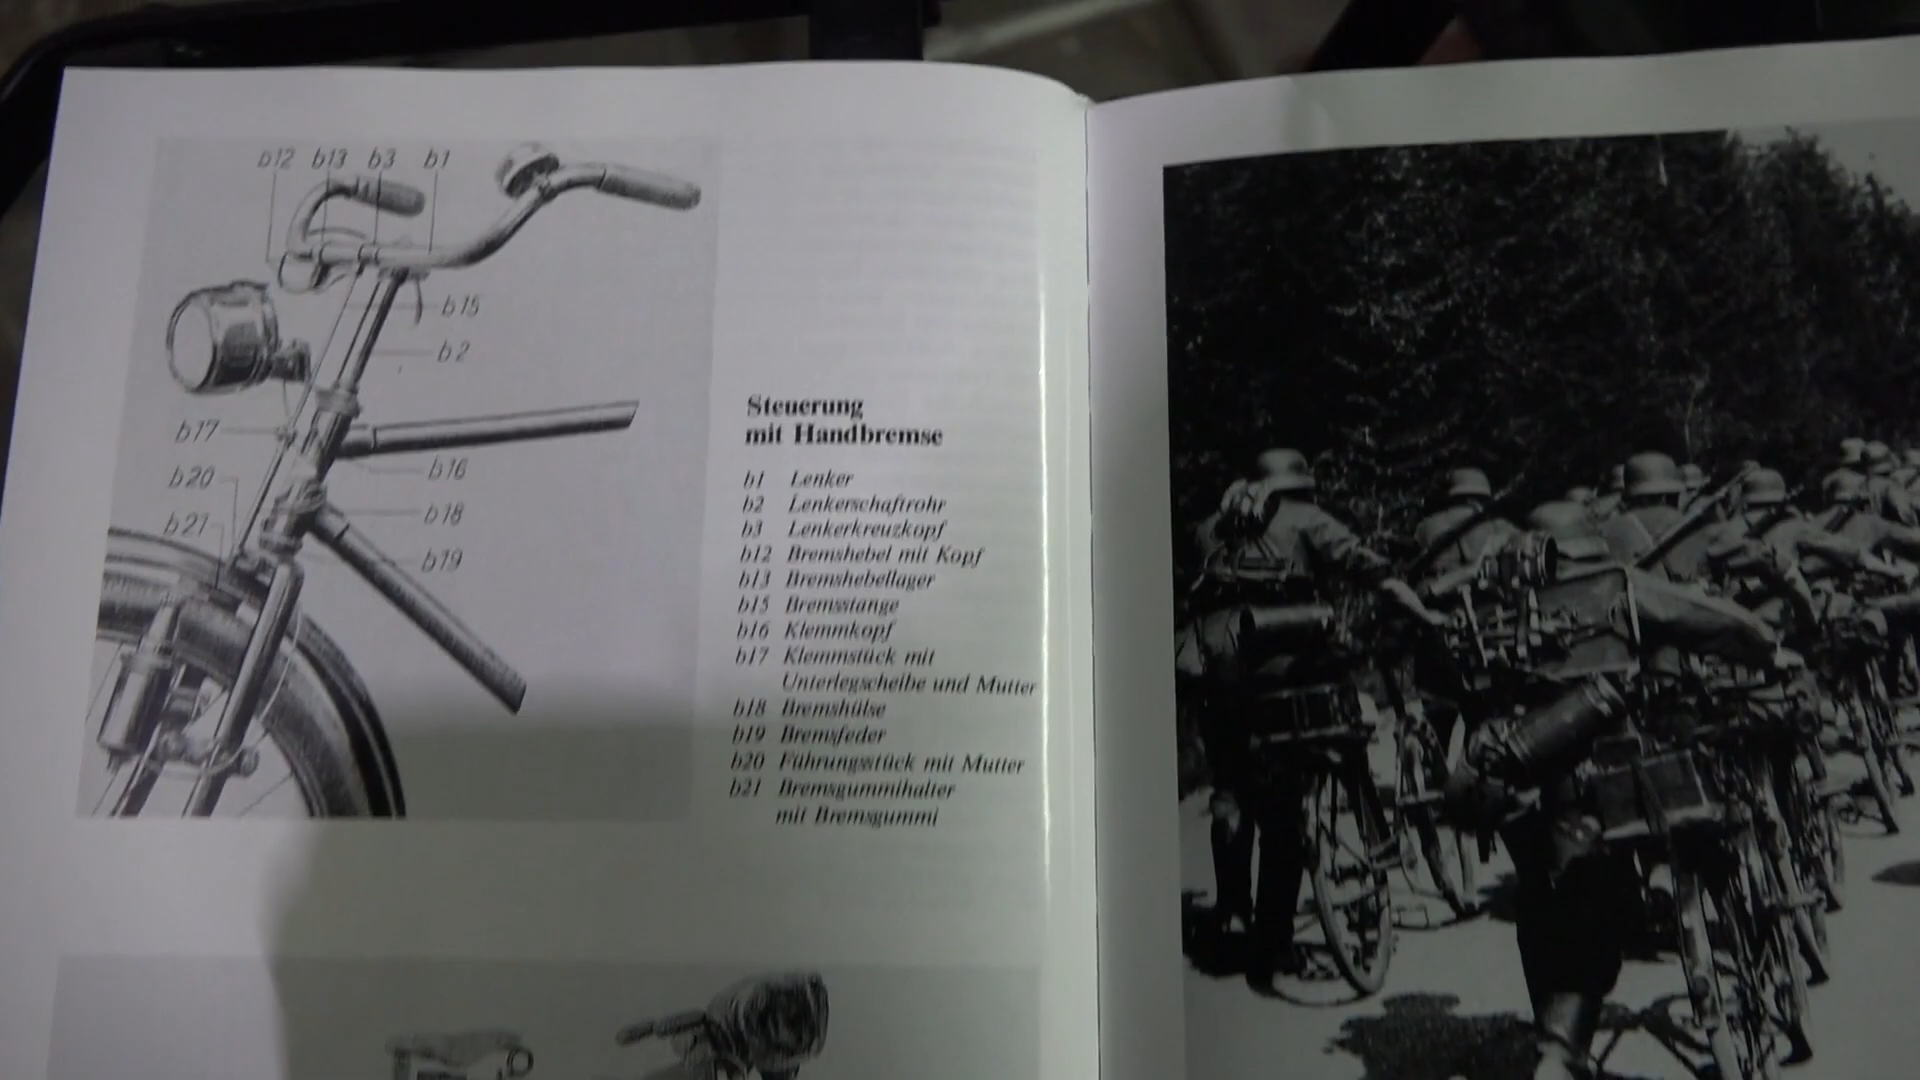 b12 b13 b3 b1
b15
b2
b17
b16
b20
b18
b21
b19
Steuerung
mit Handbremse
b1 Lenker
b2 Lenkerschaftrohr
b3 Lenkerkreuzkopf
b12 Bremshebel mit Kopf
b13 Bremshebellager
b15 Bremsstange
b16 Klemmkopf
b17 Klemmstück mit
Unterlegscheibe und Mutter
b18 Bremshülse
b19 Bremsfeder
b20 Führungsstück mit Mutter
b21 Bremsgummihalter
mit Bremsgummi